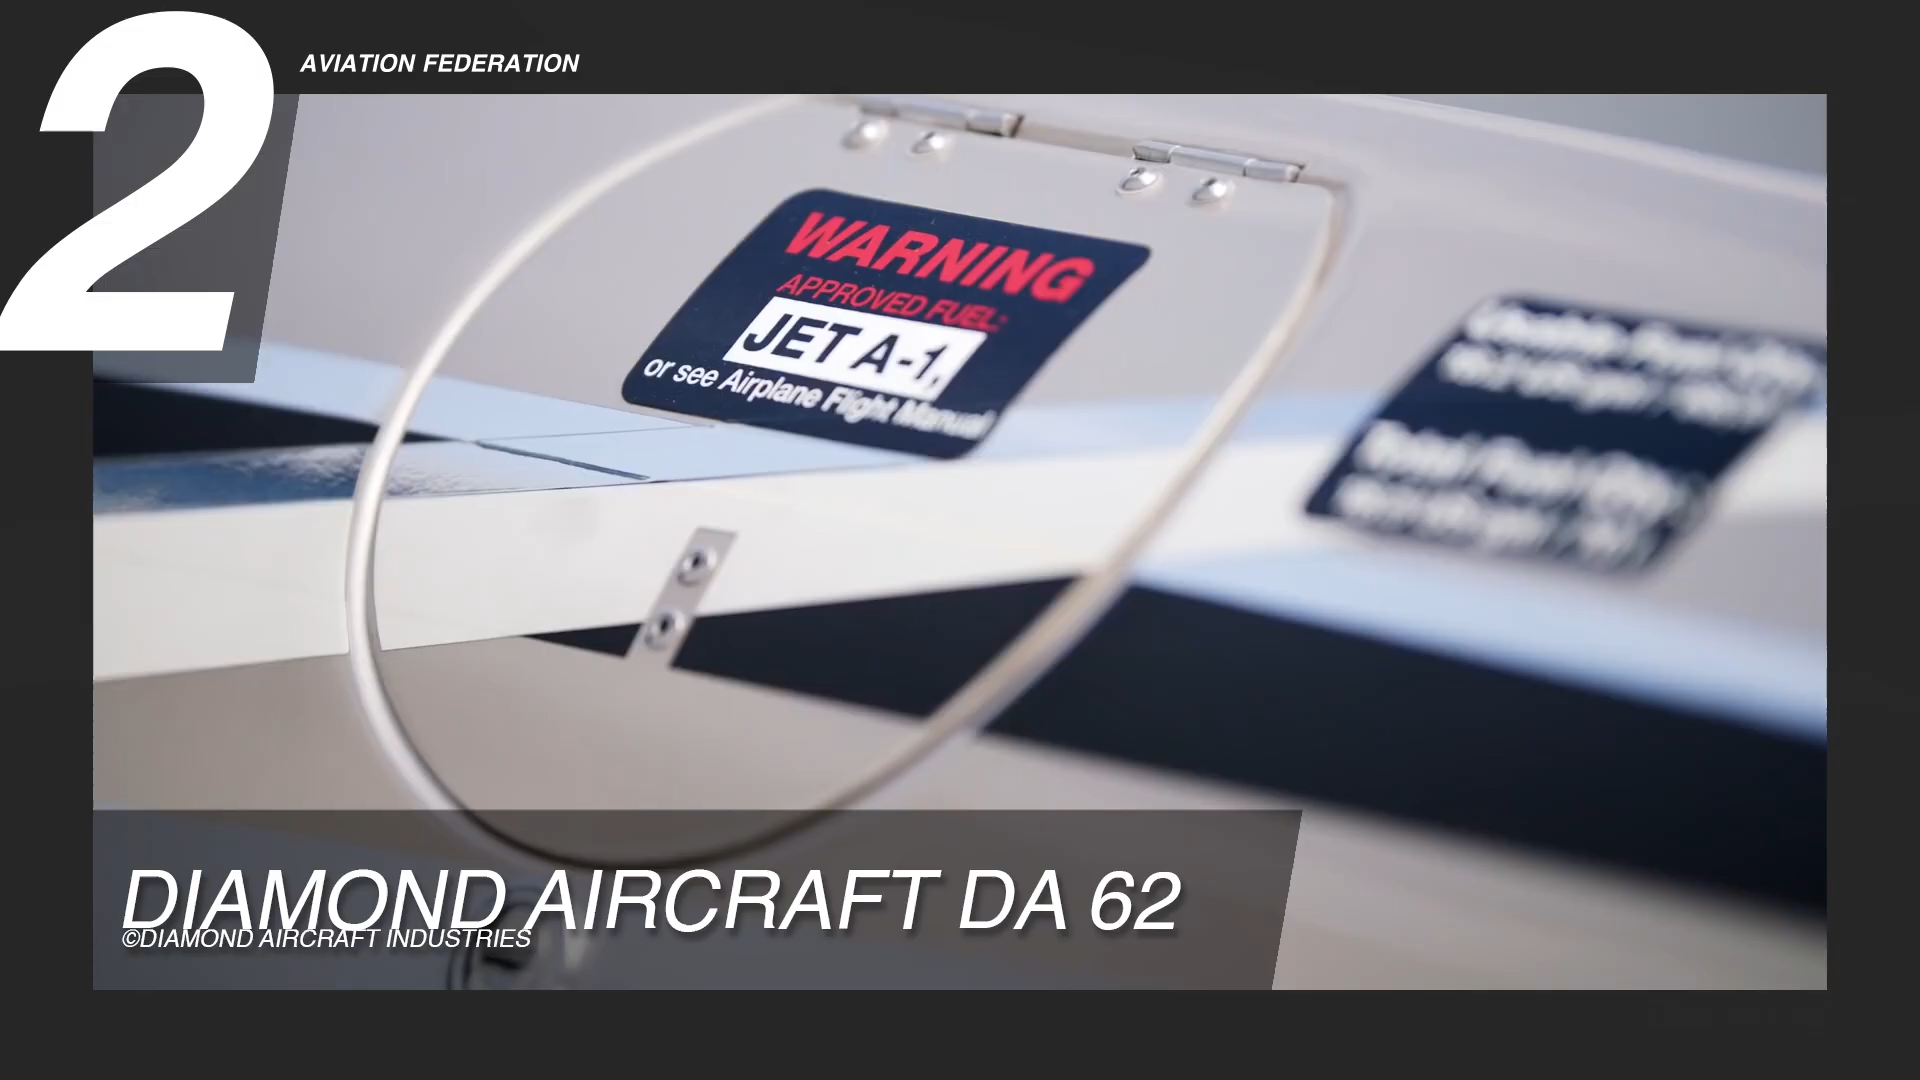 2
AVIATION FEDERATION
WARNING
APPROVED FUEL:
JET A-1,
or see Airplane Flight Manual
DIAMOND AIRCRAFT DA 62
©DIAMOND AIRCRAFT INDUSTRIES